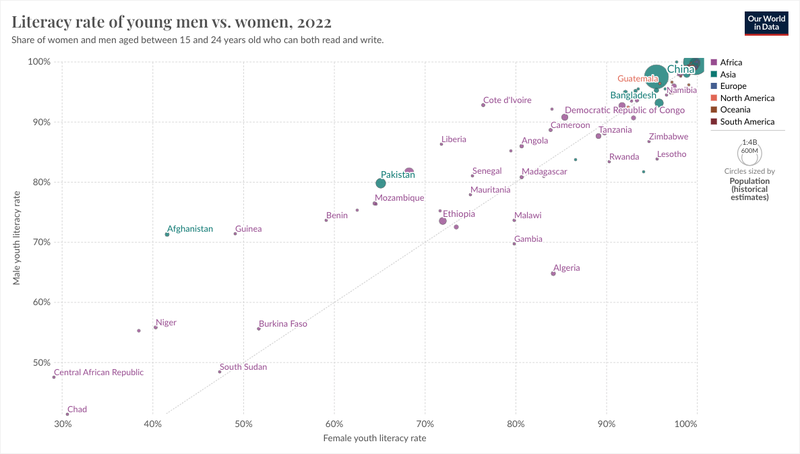 Literacy rate of young men vs. women, 2022
Share of women and men aged between 15 and 24 years old who can both read and write.
Our World
in Data
Male youth literacy rate
100%
90%
80%
70%
60%
50%
30%
40%
50%
60%
70%
80%
90%
100%
Female youth literacy rate
China
Guatemala
Bangladesh
Namibia
Cote d'Ivoire
Democratic Republic of Congo
Cameroon
Tanzania
Liberia
Angola
Zimbabwe
Rwanda
Lesotho
Pakistan
Senegal
Madagascar
Mozambique
Mauritania
Benin
Ethiopia
Malawi
Afghanistan
Guinea
Gambia
Algeria
Niger
Burkina Faso
Central African Republic
South Sudan
Chad
Africa
Asia
Europe
North America
Oceania
South America
1:4B
600M
Circles sized by
Population
(historical
estimates)